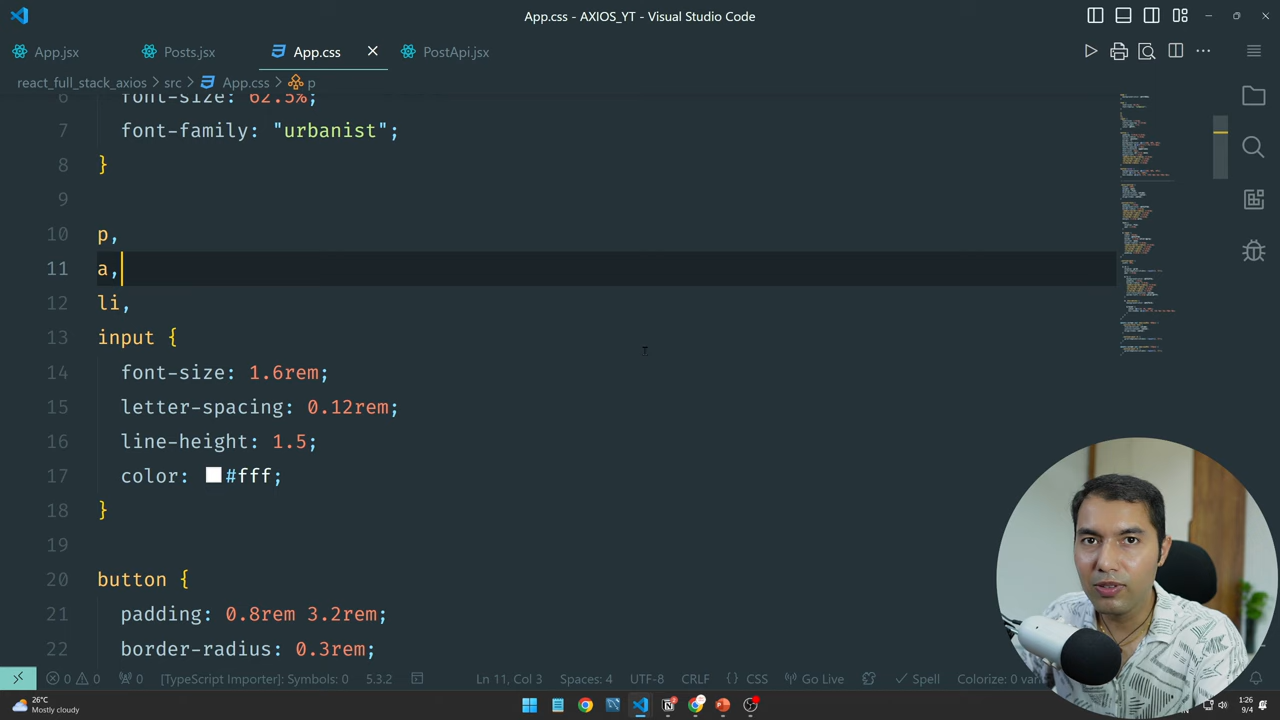 App.css - AXIOS_YT - Visual Studio Code
App.jsx
Posts.jsx
App.css
PostApi.jsx
react_full_stack_axios > src > App.css > p
6 font-size: 62.5%;
7 font-family: "urbanist";
8 }
9
10 p,
11 a,
12 li,
13 input {
14 font-size: 1.6rem;
15 letter-spacing: 0.12rem;
16 line-height: 1.5;
17 color: #fff;
18 }
19
20 button {
21 padding: 0.8rem 3.2rem;
22 border-radius: 0.3rem;
0 0 0 [TypeScript Importer]: Symbols: 0 5.3.2 Ln 11, Col 3 Spaces: 4 UTF-8 CRLF {} CSS Go Live Spell Colorize: 0 var
26°C
Mostly cloudy
1:26
9/4